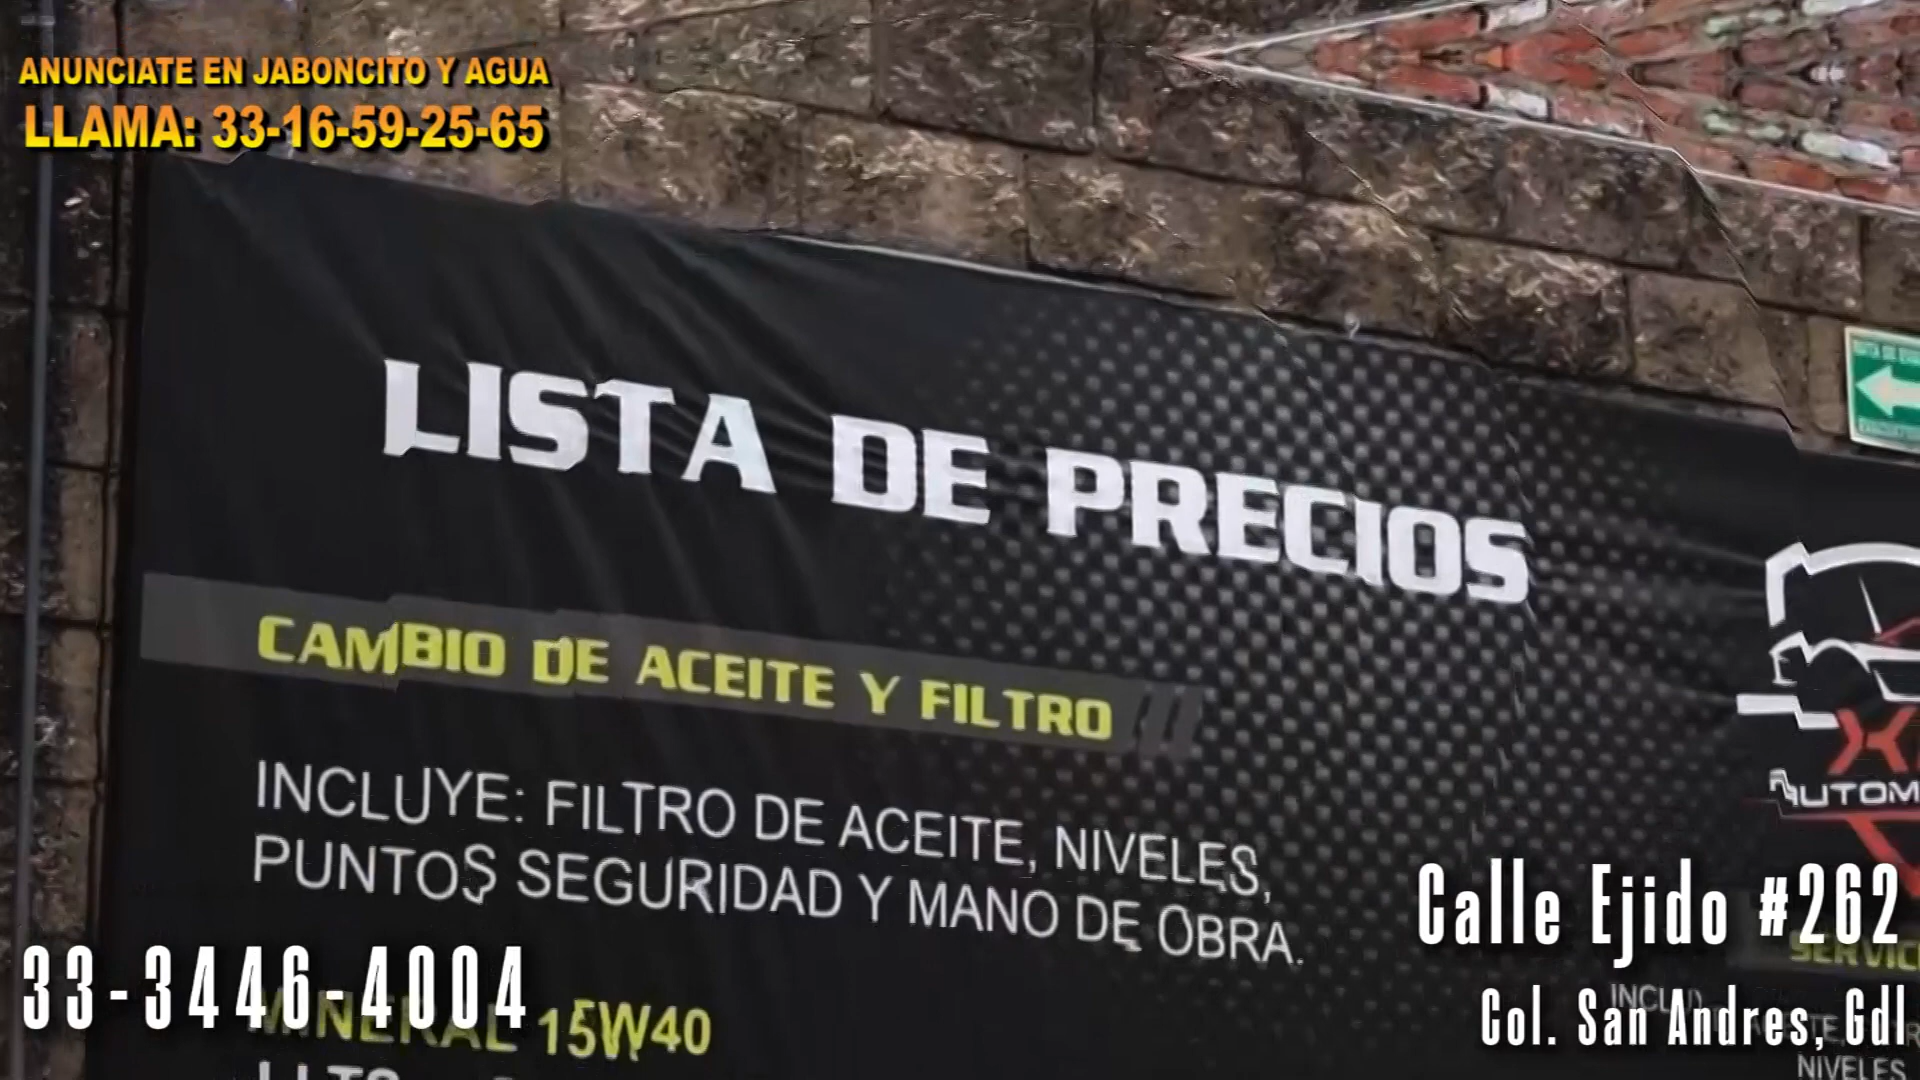 ANUNCIATE EN JABONCITO Y AGUA
LLAMA: 33-16-59-25-65
LISTA DE PRECIOS
CAMBIO DE ACEITE Y FILTRO
INCLUYE: FILTRO DE ACEITE, NIVELES,
PUNTOS SEGURIDAD Y MANO DE OBRA.
MINERAL 15W40
33-3446-4004
Calle Ejido #262
Col. San Andres, Gdl
NIVELES